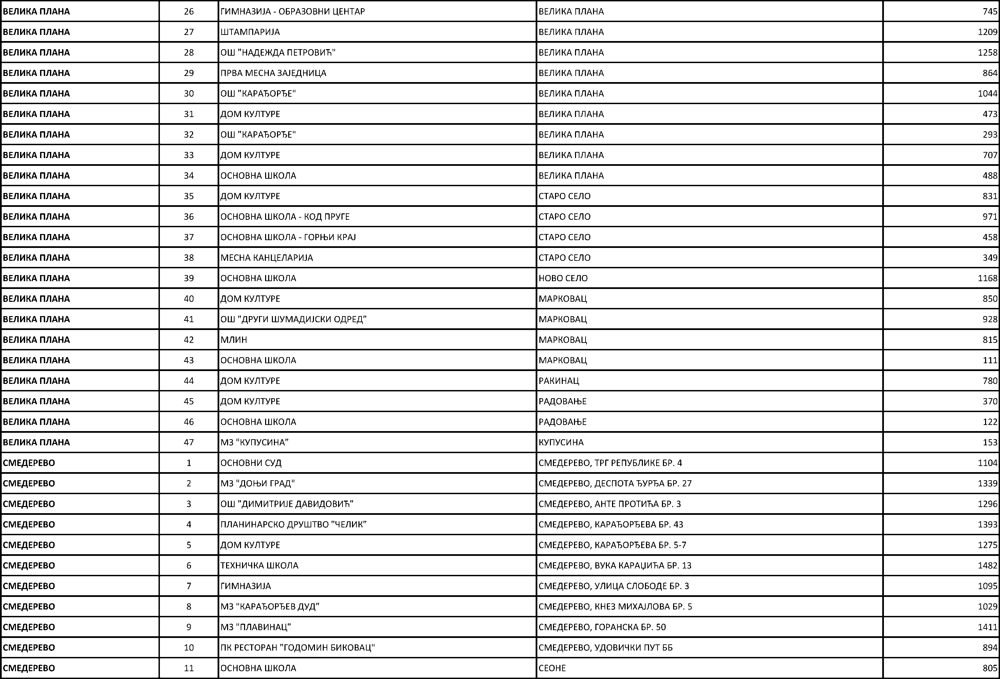 ВЕЛИКА ПЛАНА 26 ГИМНАЗИЈА - ОБРАЗОВНИ ЦЕНТАР ВЕЛИКА ПЛАНА 745
ВЕЛИКА ПЛАНА 27 ШТАМПАРИЈА ВЕЛИКА ПЛАНА 1209
ВЕЛИКА ПЛАНА 28 ОШ "НАДЕЖДА ПЕТРОВИЋ" ВЕЛИКА ПЛАНА 1258
ВЕЛИКА ПЛАНА 29 ПРВА МЕСНА ЗАЈЕДНИЦА ВЕЛИКА ПЛАНА 864
ВЕЛИКА ПЛАНА 30 ОШ "КАРАЂОРЂЕ" ВЕЛИКА ПЛАНА 1044
ВЕЛИКА ПЛАНА 31 ДОМ КУЛТУРЕ ВЕЛИКА ПЛАНА 473
ВЕЛИКА ПЛАНА 32 ОШ "КАРАЂОРЂЕ" ВЕЛИКА ПЛАНА 293
ВЕЛИКА ПЛАНА 33 ДОМ КУЛТУРЕ ВЕЛИКА ПЛАНА 707
ВЕЛИКА ПЛАНА 34 ОСНОВНА ШКОЛА ВЕЛИКА ПЛАНА 488
ВЕЛИКА ПЛАНА 35 ДОМ КУЛТУРЕ СТАРО СЕЛО 831
ВЕЛИКА ПЛАНА 36 ОСНОВНА ШКОЛА - КОД ПРУГЕ СТАРО СЕЛО 971
ВЕЛИКА ПЛАНА 37 ОСНОВНА ШКОЛА - ГОРЊИ КРАЈ СТАРО СЕЛО 458
ВЕЛИКА ПЛАНА 38 МЕСНА КАНЦЕЛАРИЈА СТАРО СЕЛО 349
ВЕЛИКА ПЛАНА 39 ОСНОВНА ШКОЛА НОВО СЕЛО 1168
ВЕЛИКА ПЛАНА 40 ДОМ КУЛТУРЕ МАРКОВАЦ 850
ВЕЛИКА ПЛАНА 41 ОШ "ДРУГИ ШУМАДИЈСКИ ОДРЕД" МАРКОВАЦ 928
ВЕЛИКА ПЛАНА 42 МЛИН МАРКОВАЦ 815
ВЕЛИКА ПЛАНА 43 ОСНОВНА ШКОЛА МАРКОВАЦ 111
ВЕЛИКА ПЛАНА 44 ДОМ КУЛТУРЕ РАКИНАЦ 780
ВЕЛИКА ПЛАНА 45 ДОМ КУЛТУРЕ РАДОВАЊЕ 370
ВЕЛИКА ПЛАНА 46 ОСНОВНА ШКОЛА РАДОВАЊЕ 122
ВЕЛИКА ПЛАНА 47 МЗ "КУПУСИНА" КУПУСИНА 153
СМЕДЕРЕВО 1 ОСНОВНИ СУД СМЕДЕРЕВО, ТРГ РЕПУБЛИКЕ БР. 4 1104
СМЕДЕРЕВО 2 МЗ "ДОЊИ ГРАД" СМЕДЕРЕВО, ДЕСПОТА ЂУРЂА БР. 27 1339
СМЕДЕРЕВО 3 ОШ "ДИМИТРИЈЕ ДАВИДОВИЋ" СМЕДЕРЕВО, АНТЕ ПРОТИЋА БР. 3 1296
СМЕДЕРЕВО 4 ПЛАНИНАРСКО ДРУШТВО "ЧЕЛИК" СМЕДЕРЕВО, КАРАЂОРЂЕВА БР. 43 1393
СМЕДЕРЕВО 5 ДОМ КУЛТУРЕ СМЕДЕРЕВО, КАРАЂОРЂЕВА БР. 5-7 1275
СМЕДЕРЕВО 6 ТЕХНИЧКА ШКОЛА СМЕДЕРЕВО, ВУКА КАРАЏИЋА БР. 13 1482
СМЕДЕРЕВО 7 ГИМНАЗИЈА СМЕДЕРЕВО, УЛИЦА СЛОБОДЕ БР. 3 1095
СМЕДЕРЕВО 8 МЗ "КАРАЂОРЂЕВ ДУД" СМЕДЕРЕВО, КНЕЗ МИХАЈЛОВА БР. 5 1029
СМЕДЕРЕВО 9 МЗ "ПЛАВИНАЦ" СМЕДЕРЕВО, ГОРАНСКА БР. 50 1411
СМЕДЕРЕВО 10 ПК РЕСТОРАН "ГОДОМИН БИКОВАЦ" СМЕДЕРЕВО, УДОВИЧКИ ПУТ ББ 894
СМЕДЕРЕВО 11 ОСНОВНА ШКОЛА СЕОНЕ 805